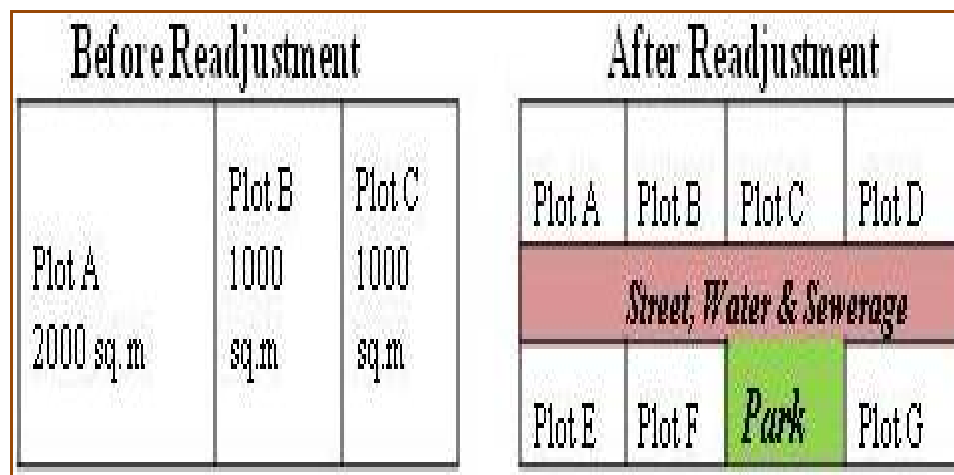 Before Readjustment
Plot A
2000 sq.m
Plot B
1000
sq.m
Plot C
1000
sq.m
After Readjustment
Plot A
Plot B
Plot C
Plot D
Street, Water & Sewerage
Plot E
Plot F
Park
Plot G